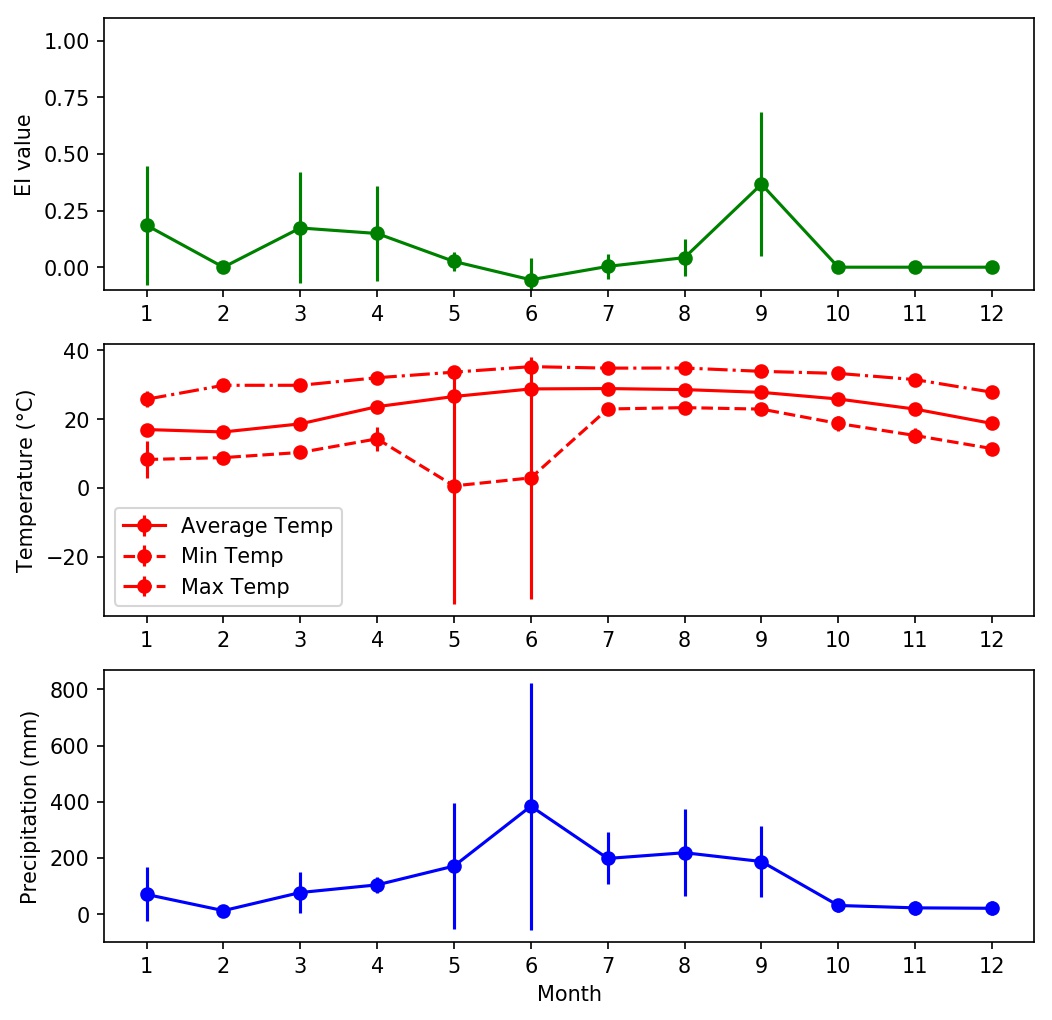 EI value
1.00
0.75
0.50
0.25
0.00
1 2 3 4 5 6 7 8 9 10 11 12
Temperature (°C)
40
20
0
−20
Average Temp
Min Temp
Max Temp
1 2 3 4 5 6 7 8 9 10 11 12
Precipitation (mm)
800
600
400
200
0
1 2 3 4 5 6 7 8 9 10 11 12
Month